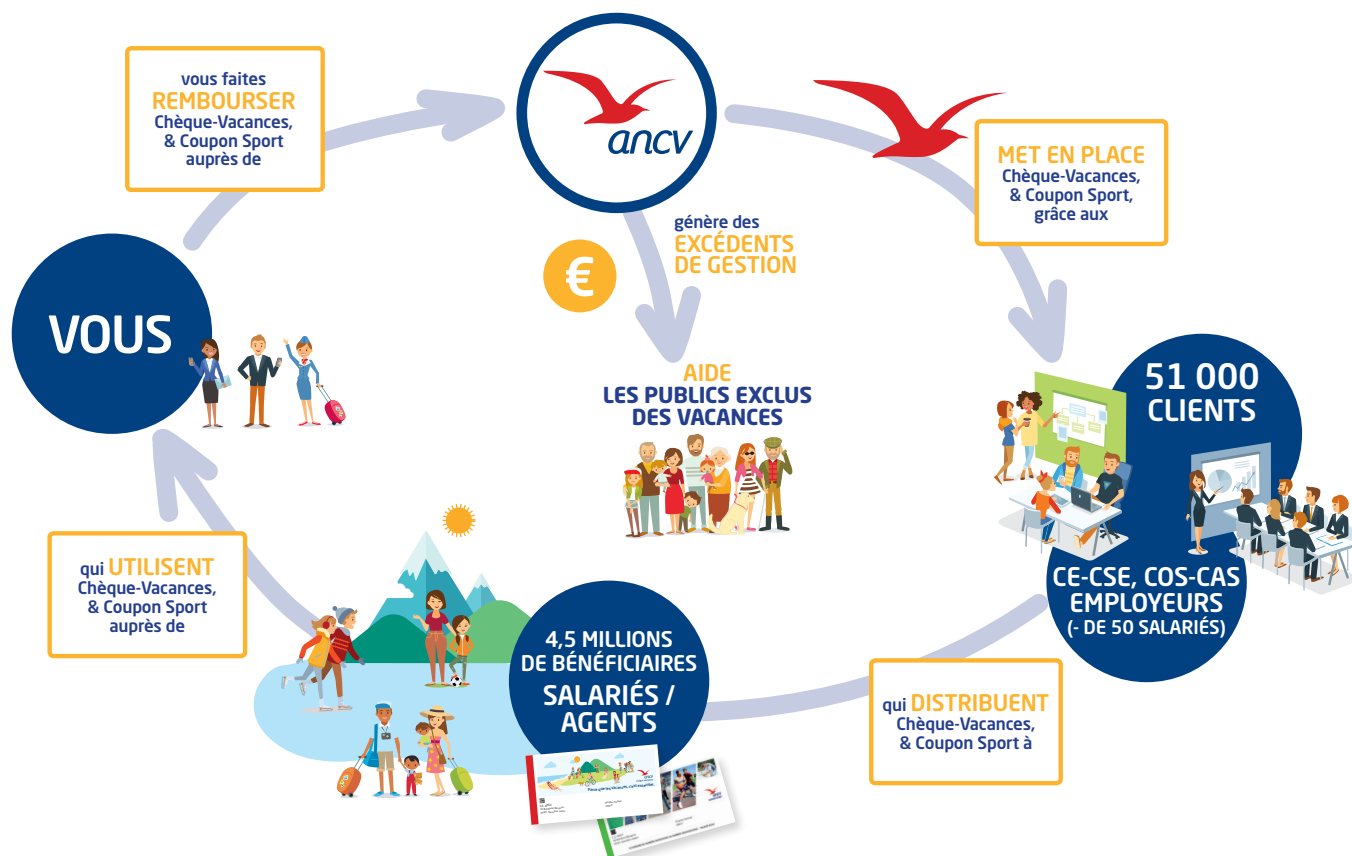 vous faites
REMBOURSER
Chèque-Vacances,
& Coupon Sport
auprès de
ancv
MET EN PLACE
Chèque-Vacances,
& Coupon Sport,
grâce aux
génère des
EXCÉDENTS
DE GESTION
€
VOUS
AIDE
LES PUBLICS EXCLUS
DES VACANCES
51 000
CLIENTS
CE-CSE, COS-CAS
EMPLOYEURS
(- DE 50 SALARIÉS)
qui UTILISENT
Chèque-Vacances,
& Coupon Sport
auprès de
4,5 MILLIONS
DE BÉNÉFICIAIRES
SALARIÉS /
AGENTS
qui DISTRIBUENT
Chèque-Vacances,
& Coupon Sport à
ancv
ancv